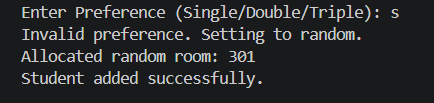 Enter Preference (Single/Double/Triple): s
Invalid preference. Setting to random.
Allocated random room: 301
Student added successfully.